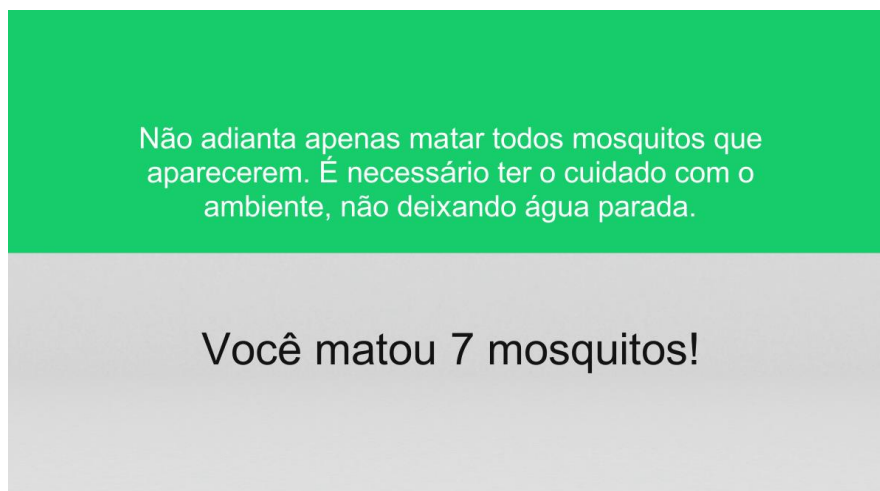 Não adianta apenas matar todos mosquitos que
aparecerem. É necessário ter o cuidado com o
ambiente, não deixando água parada.
Você matou 7 mosquitos!